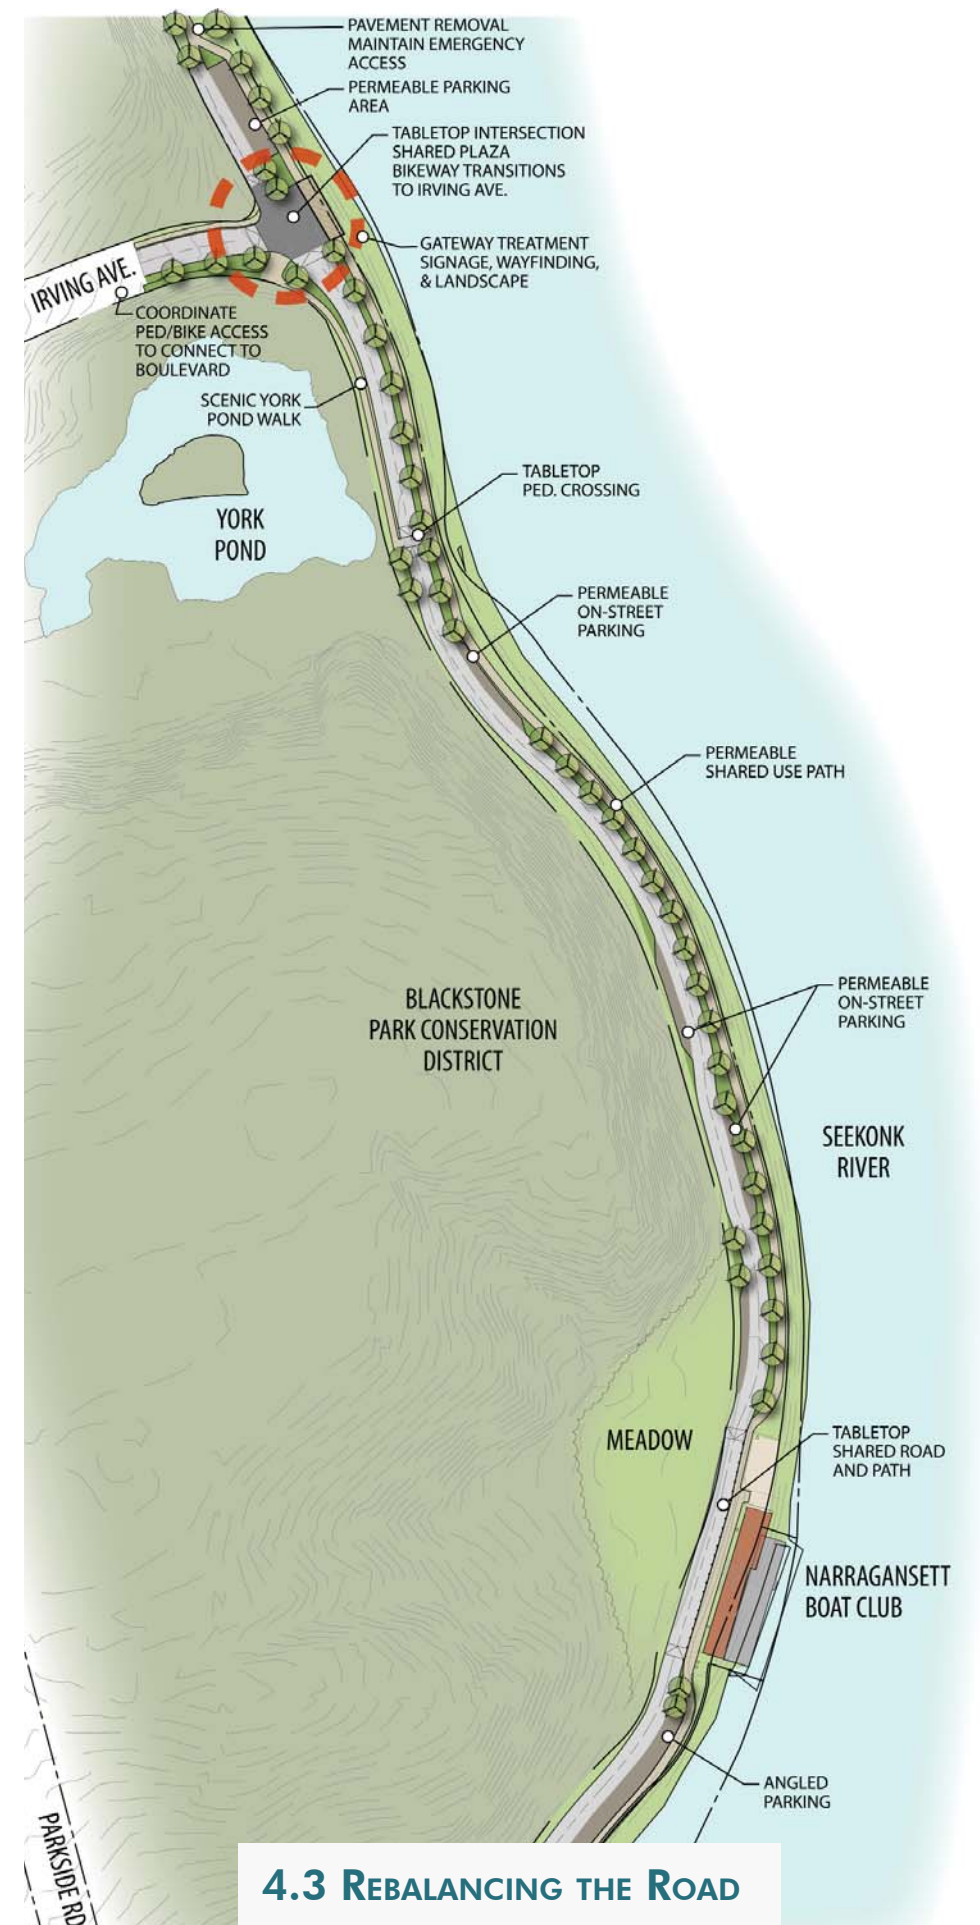 PAVEMENT REMOVAL
MAINTAIN EMERGENCY
ACCESS
PERMEABLE PARKING
AREA
TABLETOP INTERSECTION
SHARED PLAZA
BIKEWAY TRANSITIONS
TO IRVING AVE.
GATEWAY TREATMENT
SIGNAGE, WAYFINDING,
& LANDSCAPE
IRVING AVE.
COORDINATE
PED/BIKE ACCESS
TO CONNECT TO
BOULEVARD
SCENIC YORK
POND WALK
TABLETOP
PED. CROSSING
YORK
POND
PERMEABLE
ON-STREET
PARKING
PERMEABLE
SHARED USE PATH
BLACKSTONE
PARK CONSERVATION
DISTRICT
PERMEABLE
ON-STREET
PARKING
SEEKONK
RIVER
MEADOW
TABLETOP
SHARED ROAD
AND PATH
NARRAGANSETT
BOAT CLUB
ANGLED
PARKING
PARKSIDE RD
4.3 REBALANCING THE ROAD